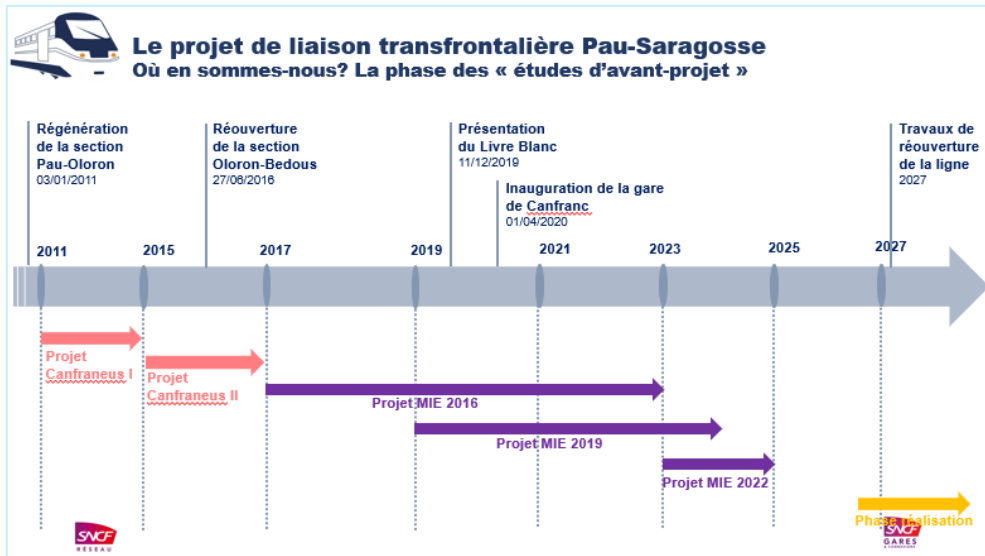 Le projet de liaison transfrontalière Pau-Saragosse
Où en sommes-nous? La phase des « études d'avant-projet »
Régénération
de la section
Pau-Oloron
03/01/2011
Réouverture
de la section
Oloron-Bedous
27/06/2016
Présentation
du Livre Blanc
11/12/2019
Inauguration de la gare
de Canfranc
01/04/2020
Travaux de
réouverture
de la ligne
2027
2011
2015
2017
2019
2021
2023
2025
2027
Projet
Canfraneus I
Projet
Canfraneus II
Projet MIE 2016
Projet MIE 2019
Projet MIE 2022
Phase réalisation
SNCF
RÉSEAU
SNCF
GARES
& CONNEXIONS